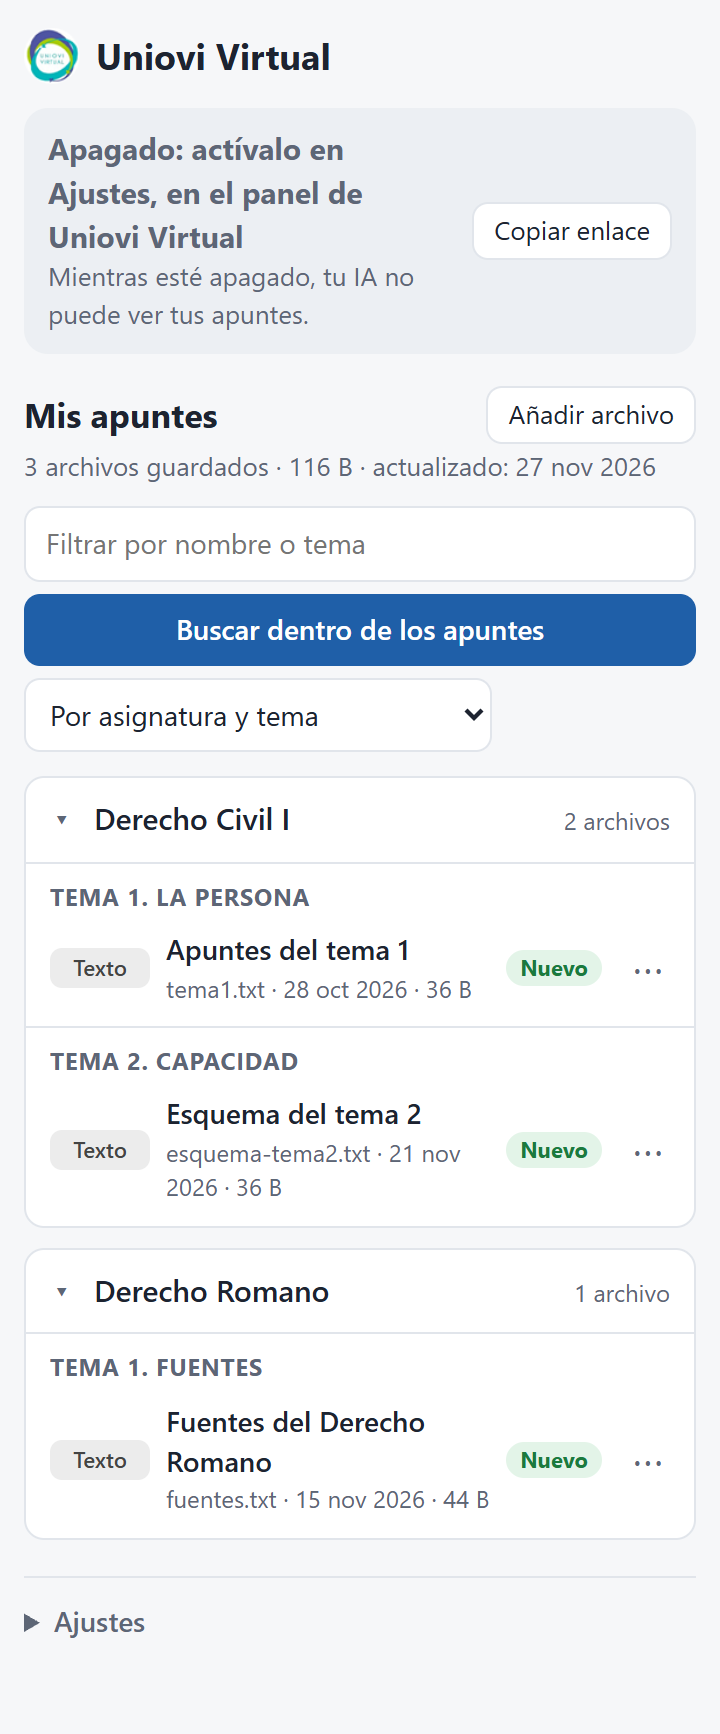 UNIOVI
VIRTUAL
Uniovi Virtual
Apagado: actívalo en
Ajustes, en el panel de
Uniovi Virtual
Mientras esté apagado, tu IA no
puede ver tus apuntes.
Copiar enlace
Mis apuntes
Añadir archivo
3 archivos guardados · 116 B · actualizado: 27 nov 2026
Filtrar por nombre o tema
Buscar dentro de los apuntes
Por asignatura y tema
Derecho Civil I
2 archivos
TEMA 1. LA PERSONA
Texto
Apuntes del tema 1
tema1.txt · 28 oct 2026 · 36 B
Nuevo
TEMA 2. CAPACIDAD
Texto
Esquema del tema 2
esquema-tema2.txt · 21 nov
2026 · 36 B
Nuevo
Derecho Romano
1 archivo
TEMA 1. FUENTES
Texto
Fuentes del Derecho
Romano
fuentes.txt · 15 nov 2026 · 44 B
Nuevo
Ajustes